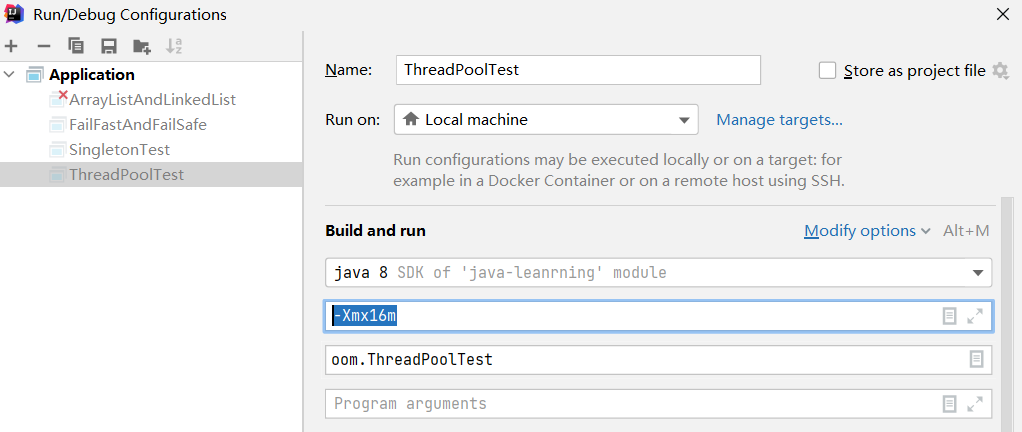 Run/Debug Configurations
Application
ArrayListAndLinkedList
FailFastAndFailSafe
SingletonTest
ThreadPoolTest
Name: ThreadPoolTest Store as project file
Run on: Local machine Manage targets...
Run configurations may be executed locally or on a target: for
example in a Docker Container or on a remote host using SSH.
Build and run Modify options Alt+M
java 8 SDK of 'java-leanrning' module
-Xmx16m
oom.ThreadPoolTest
Program arguments